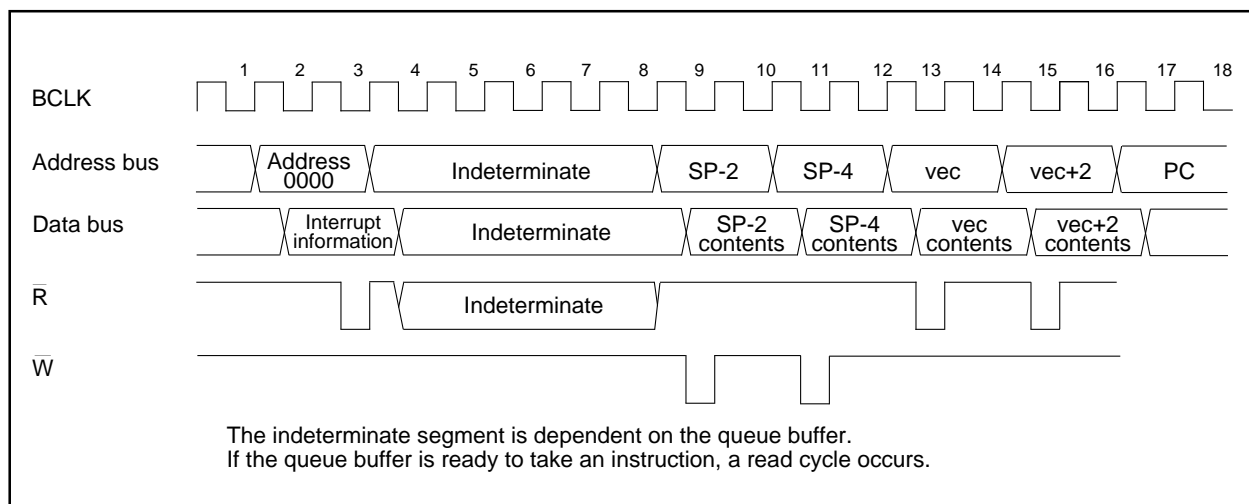 1 2 3 4 5 6 7 8 9 10 11 12 13 14 15 16 17 18
BCLK
Address bus
Address
0000
Indeterminate
SP-2
SP-4
vec
vec+2
PC
Data bus
Interrupt
information
Indeterminate
SP-2
contents
SP-4
contents
vec
contents
vec+2
contents
R̅
Indeterminate
W̅
The indeterminate segment is dependent on the queue buffer.
If the queue buffer is ready to take an instruction, a read cycle occurs.